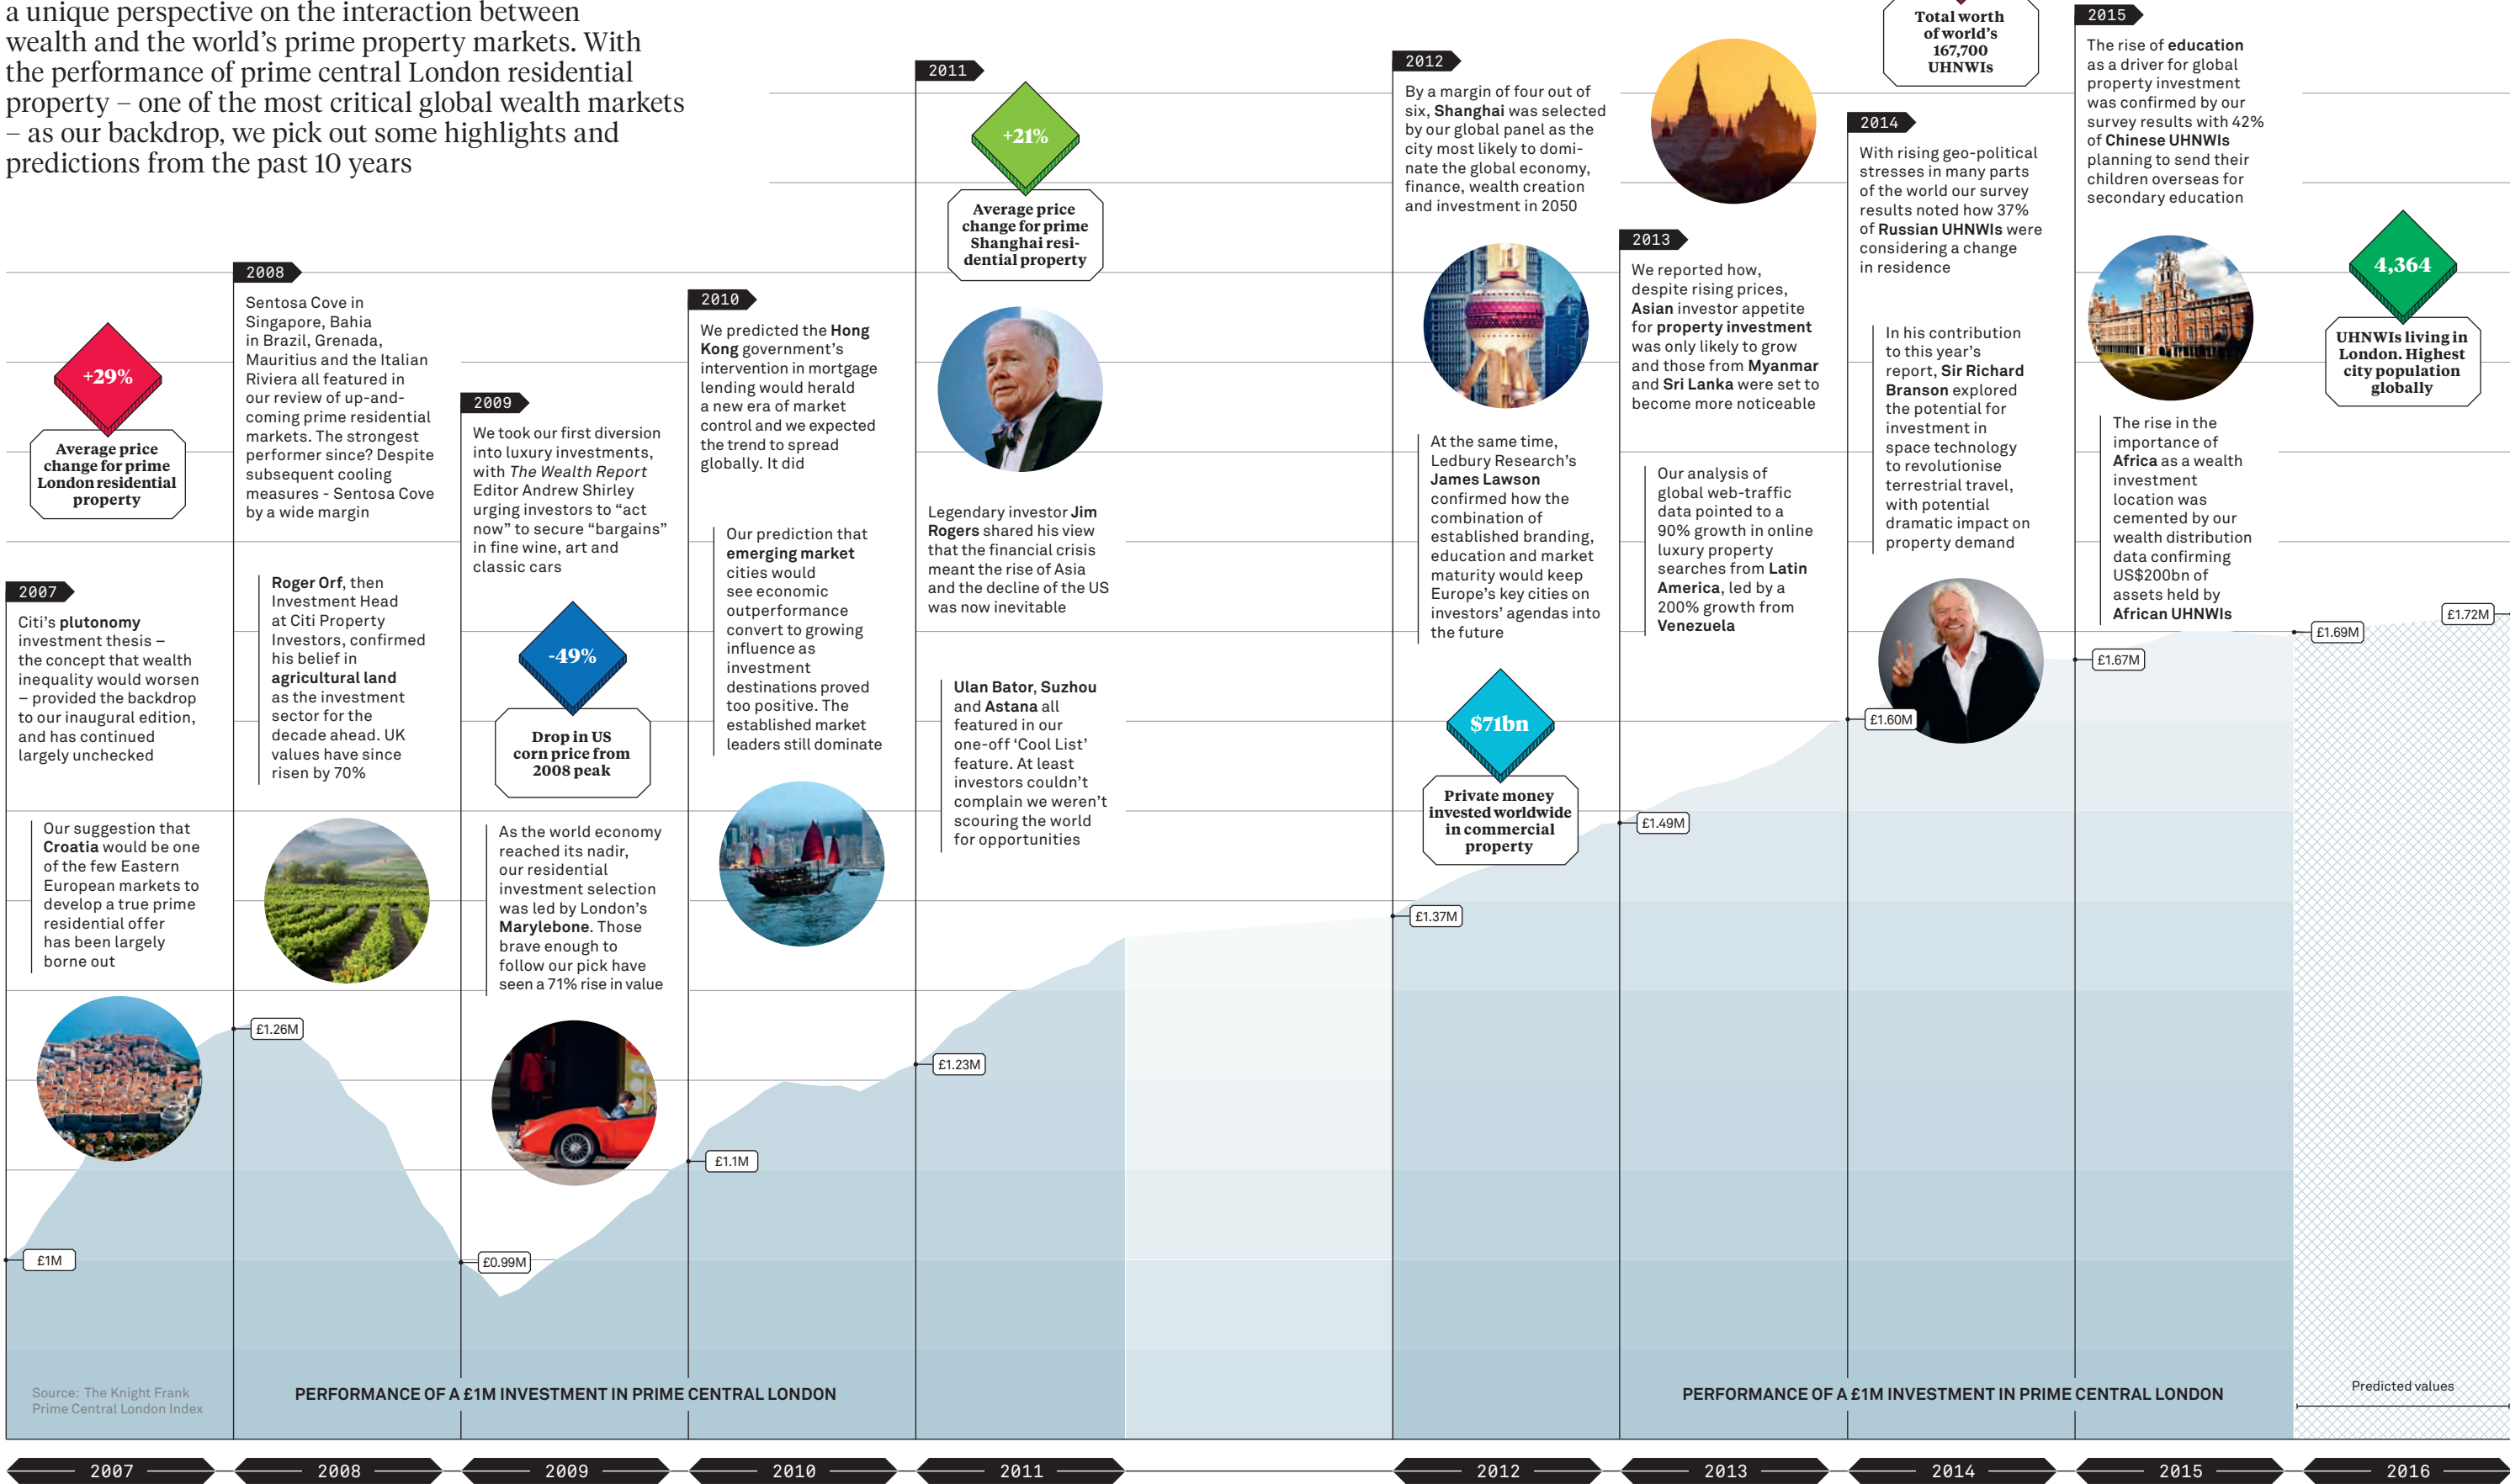 a unique perspective on the interaction between
wealth and the world's prime property markets. With
the performance of prime central London residential
property – one of the most critical global wealth markets
– as our backdrop, we pick out some highlights and
predictions from the past 10 years
+29%
Average price
change for prime
London residential
property
2007
Citi's plutonomy
investment thesis –
the concept that wealth
inequality would worsen
– provided the backdrop
to our inaugural edition,
and has continued
largely unchecked
Our suggestion that
Croatia would be one
of the few Eastern
European markets to
develop a true prime
residential offer
has been largely
borne out
£1M
2008
Sentosa Cove in
Singapore, Bahia
in Brazil, Grenada,
Mauritius and the Italian
Riviera all featured in
our review of up-and-
coming prime residential
markets. The strongest
performer since? Despite
subsequent cooling
measures - Sentosa Cove
by a wide margin
Roger Orf, then
Investment Head
at Citi Property
Investors, confirmed
his belief in
agricultural land
as the investment
sector for the
decade ahead. UK
values have since
risen by 70%
£1.26M
2009
We took our first diversion
into luxury investments,
with The Wealth Report
Editor Andrew Shirley
urging investors to "act
now" to secure "bargains"
in fine wine, art and
classic cars
-49%
Drop in US
corn price from
2008 peak
As the world economy
reached its nadir,
our residential
investment selection
was led by London's
Marylebone. Those
brave enough to
follow our pick have
seen a 71% rise in value
£0.99M
2010
We predicted the Hong
Kong government's
intervention in mortgage
lending would herald
a new era of market
control and we expected
the trend to spread
globally. It did
Our prediction that
emerging market
cities would
see economic
outperformance
convert to growing
influence as
investment
destinations proved
too positive. The
established market
leaders still dominate
£1.1M
2011
+21%
Average price
change for prime
Shanghai resi-
dential property
Legendary investor Jim
Rogers shared his view
that the financial crisis
meant the rise of Asia
and the decline of the US
was now inevitable
Ulan Bator, Suzhou
and Astana all
featured in our
one-off 'Cool List'
feature. At least
investors couldn't
complain we weren't
scouring the world
for opportunities
£1.23M
2012
By a margin of four out of
six, Shanghai was selected
by our global panel as the
city most likely to domi-
nate the global economy,
finance, wealth creation
and investment in 2050
At the same time,
Ledbury Research's
James Lawson
confirmed how the
combination of
established branding,
education and market
maturity would keep
Europe's key cities on
investors' agendas into
the future
$71bn
Private money
invested worldwide
in commercial
property
£1.37M
2013
We reported how,
despite rising prices,
Asian investor appetite
for property investment
was only likely to grow
and those from Myanmar
and Sri Lanka were set to
become more noticeable
Our analysis of
global web-traffic
data pointed to a
90% growth in online
luxury property
searches from Latin
America, led by a
200% growth from
Venezuela
£1.49M
Total worth
of world's
167,700
UHNWIs
2014
With rising geo-political
stresses in many parts
of the world our survey
results noted how 37%
of Russian UHNWIs were
considering a change
in residence
In his contribution
to this year's
report, Sir Richard
Branson explored
the potential for
investment in
space technology
to revolutionise
terrestrial travel,
with potential
dramatic impact on
property demand
£1.60M
2015
The rise of education
as a driver for global
property investment
was confirmed by our
survey results with 42%
of Chinese UHNWIs
planning to send their
children overseas for
secondary education
The rise in the
importance of
Africa as a wealth
investment
location was
cemented by our
wealth distribution
data confirming
US$200bn of
assets held by
African UHNWIs
£1.67M
4,364
UHNWIs living in
London. Highest
city population
globally
£1.69M
£1.72M
Source: The Knight Frank
Prime Central London Index
PERFORMANCE OF A £1M INVESTMENT IN PRIME CENTRAL LONDON
PERFORMANCE OF A £1M INVESTMENT IN PRIME CENTRAL LONDON
Predicted values
2007
2008
2009
2010
2011
2012
2013
2014
2015
2016